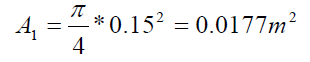 A₁ = π/4 * 0.15² = 0.0177m²